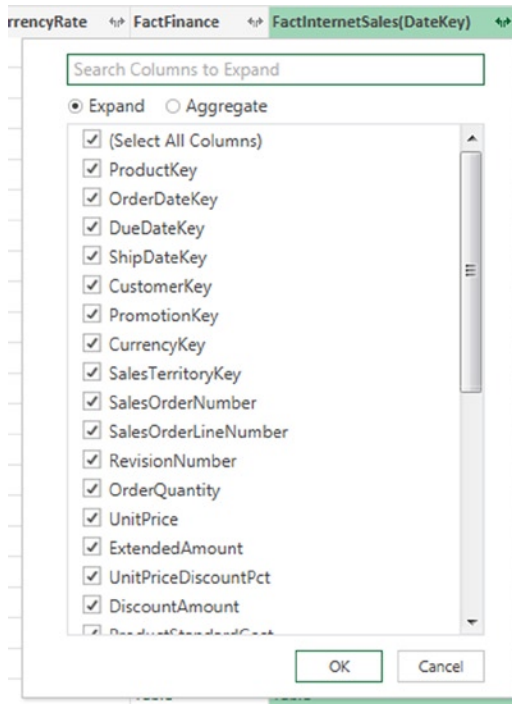 rrencyRate FactFinance FactInternetSales(DateKey)
Search Columns to Expand
Expand Aggregate
(Select All Columns)
ProductKey
OrderDateKey
DueDateKey
ShipDateKey
CustomerKey
PromotionKey
CurrencyKey
SalesTerritoryKey
SalesOrderNumber
SalesOrderLineNumber
RevisionNumber
OrderQuantity
UnitPrice
ExtendedAmount
UnitPriceDiscountPct
DiscountAmount
ProductStandardCost
OK Cancel